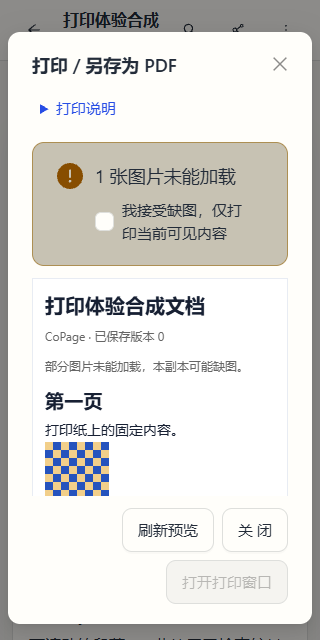 打印体验合成
打印 / 另存为 PDF
▶ 打印说明
1 张图片未能加载
我接受缺图，仅打
印当前可见内容
打印体验合成文档
CoPage · 已保存版本 0
部分图片未能加载，本副本可能缺图。
第一页
打印纸上的固定内容。
刷新预览
关 闭
打开打印窗口